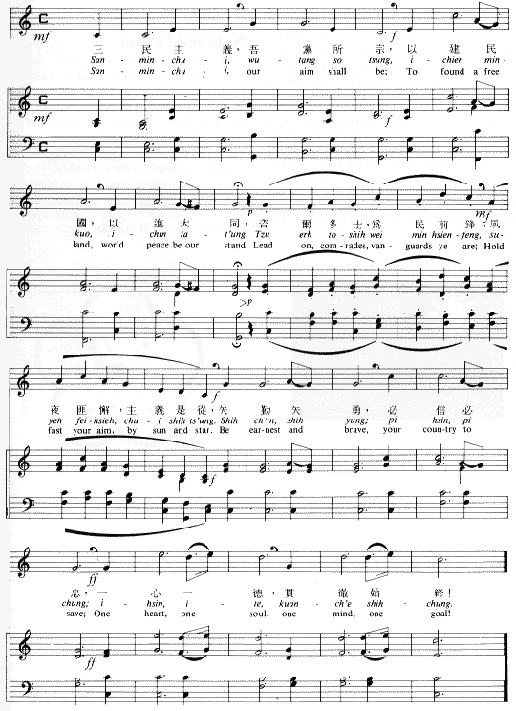 mf
三 民 主 義，吾 黨 所 宗，以 建 民
San- min- chu- i, wu- tang so tsung, i- chien min-
San- min- chu- i, our aim shall be; To found a free
mf f
國，以 進 大 同，咨 爾 多 士，爲 民 前 鋒；夙
p mf
kuo, i- chin ta- t'ung. Tzu erh to- shih wei min hsien- feng, su-
land, world peace be our stand Lead on, com- rades, van- guards ye are; Hold
>p
夜 匪 懈，主 義 是 從，矢 勤 矢 勇，必 信 必
f
yeh fei- hsieh, chu- i shih ts'ung. Shih ch'in, shih yung; pi hsin, pi
fast your aim, by sun and star. Be ear- nest and brave, your coun- try to
f
忠，一 心 一 德，貫 徹 始 終！
ff
chung; i- hsin, i- te, kuan- ch'e shih- chung.
save; One heart, one soul, one mind, one goal!
ff